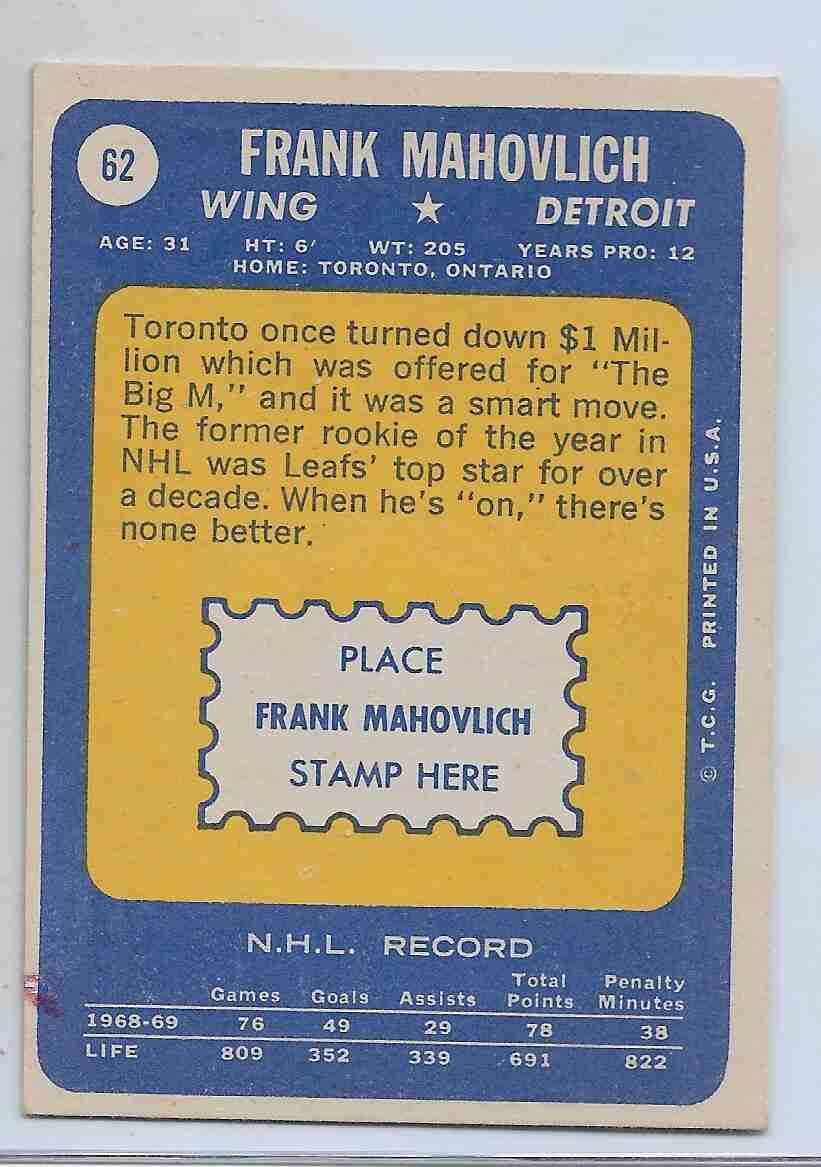 62
FRANK MAHOVLICH
WING ★ DETROIT
AGE: 31 HT: 6' WT: 205 YEARS PRO: 12
HOME: TORONTO, ONTARIO
Toronto once turned down $1 Mil-
lion which was offered for "The
Big M," and it was a smart move.
The former rookie of the year in
NHL was Leafs' top star for over
a decade. When he's "on," there's
none better.
PLACE
FRANK MAHOVLICH
STAMP HERE
© T.C.G. PRINTED IN U.S.A.
N.H.L. RECORD
Games Goals Assists Total Points Penalty Minutes
1968-69 76 49 29 78 38
LIFE 809 352 339 691 822